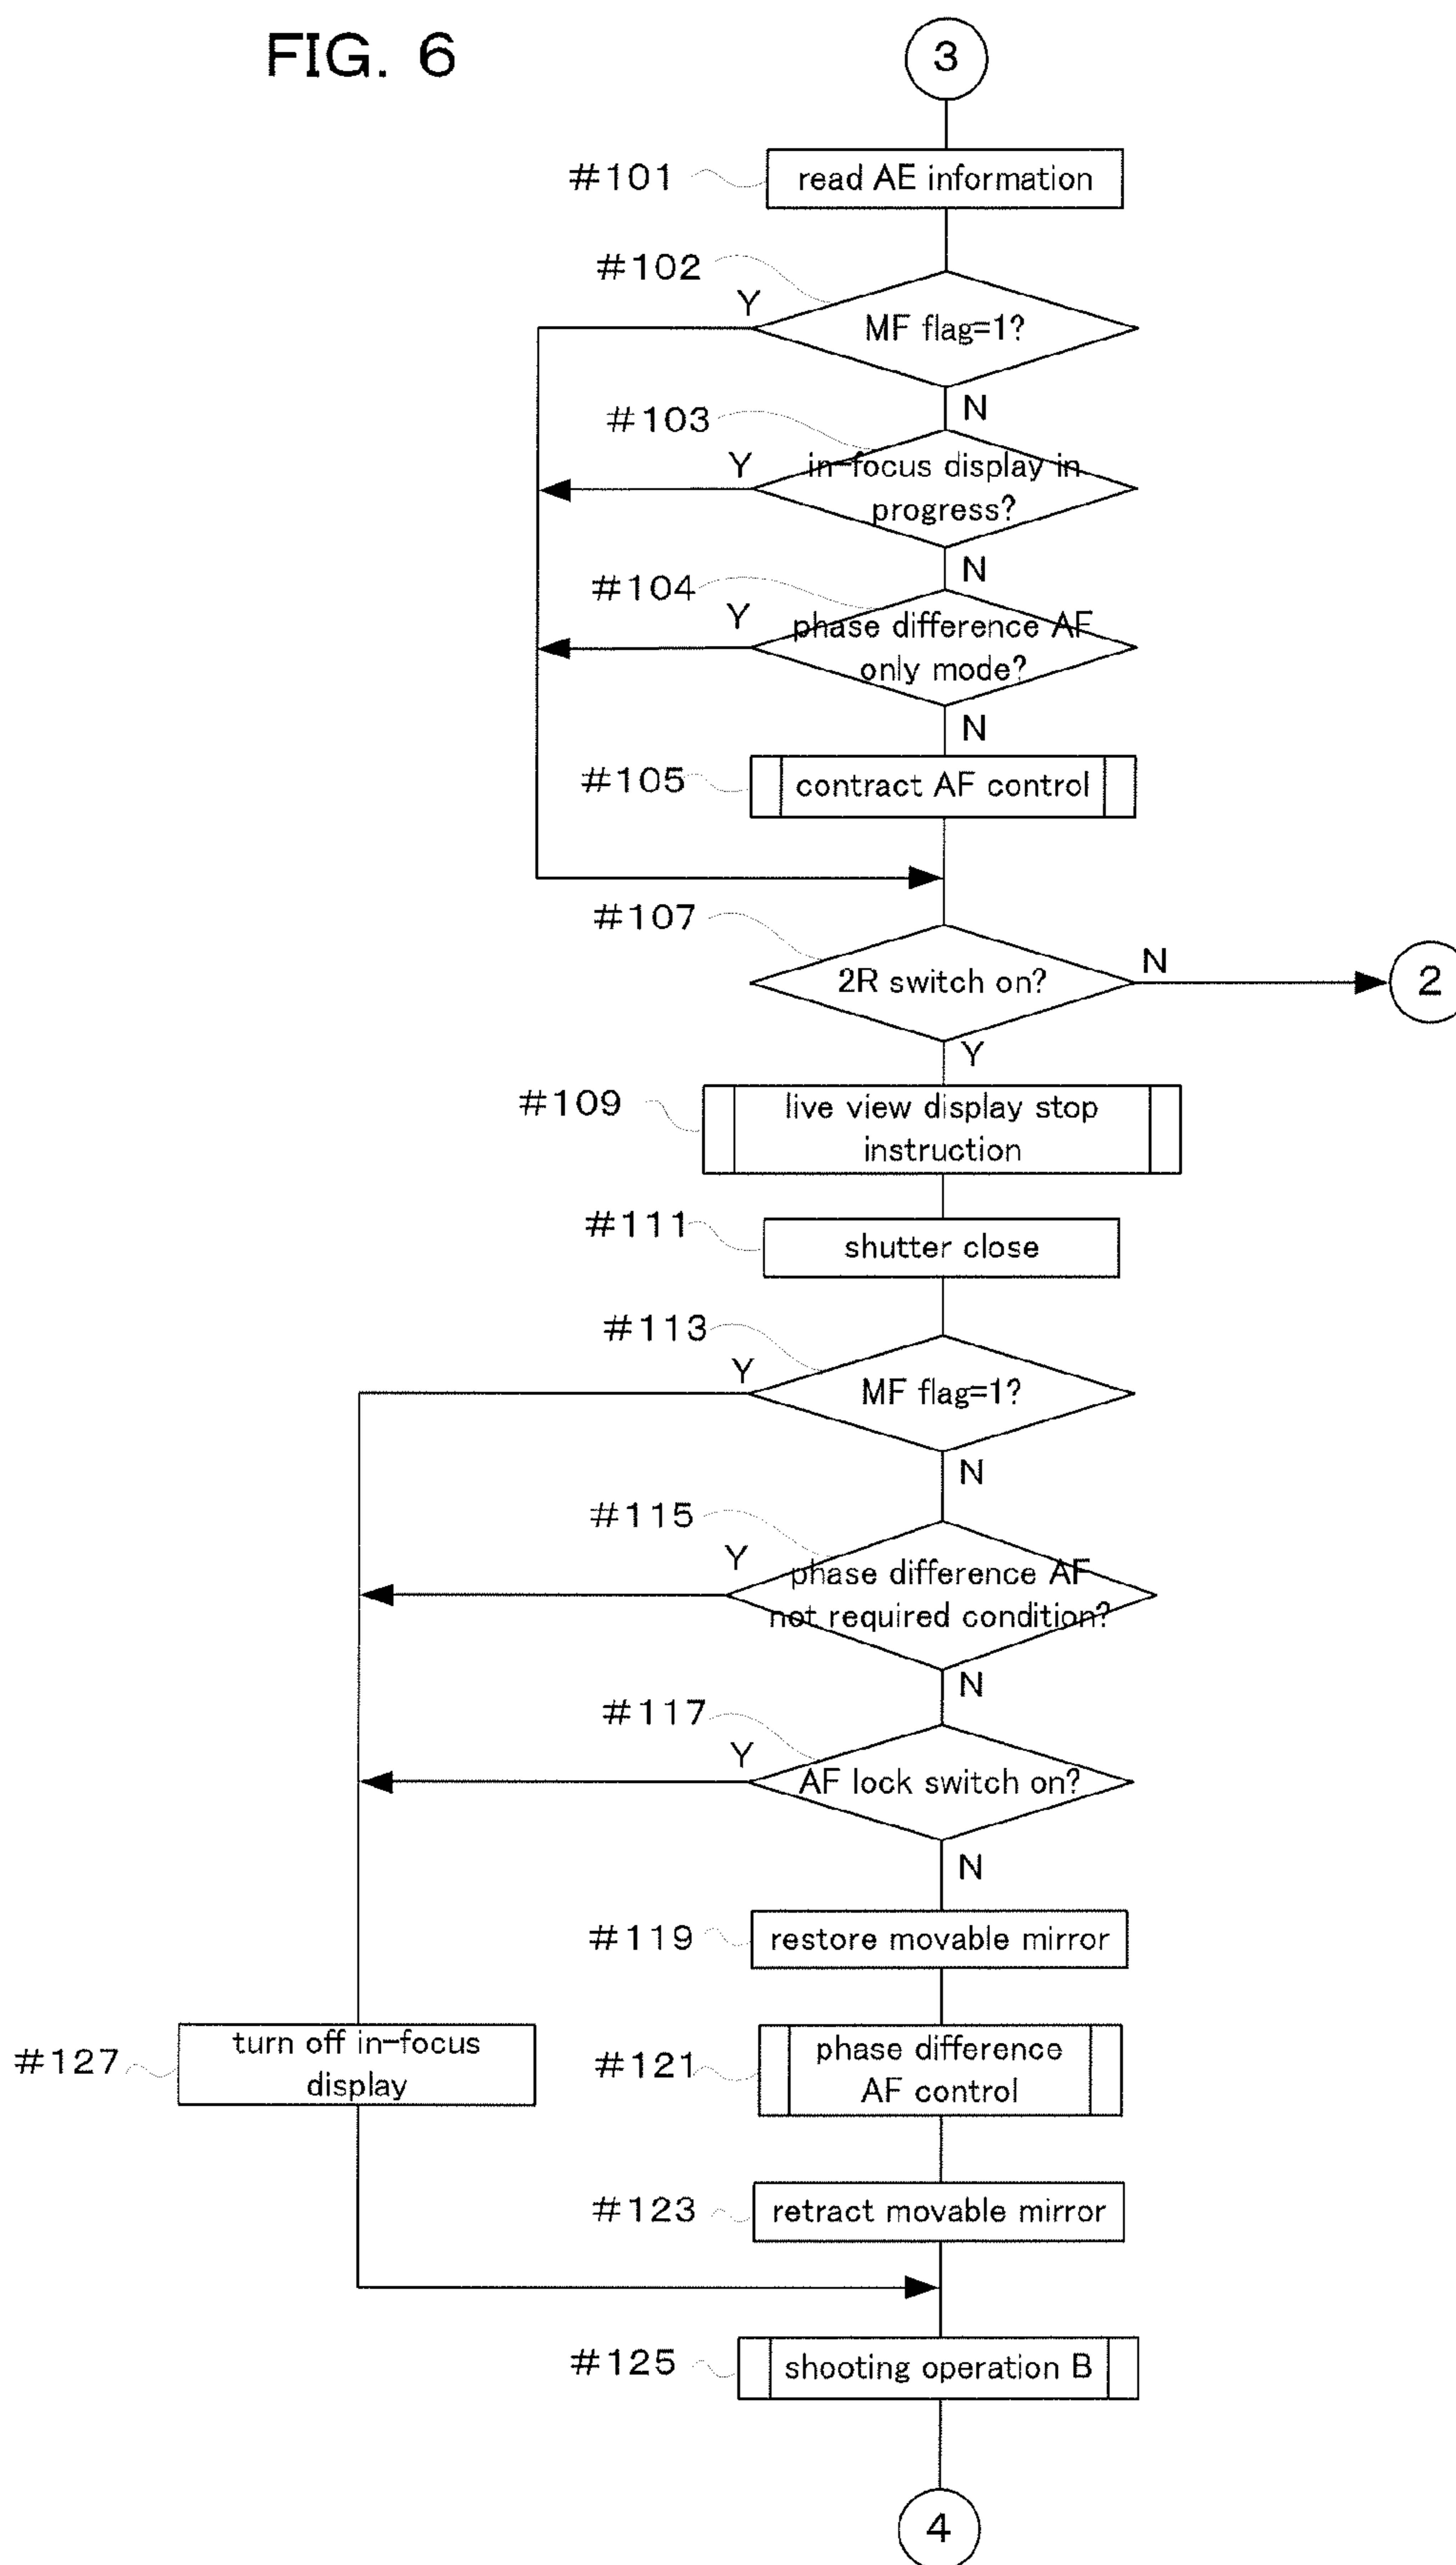 FIG. 6
3
#101
read AE information
#102
Y
MF flag=1?
N
#103
Y
in-focus display in
progress?
N
#104
Y
phase difference AF
only mode?
N
#105
contract AF control
#107
2R switch on?
N
2
Y
#109
live view display stop
instruction
#111
shutter close
#113
Y
MF flag=1?
N
#115
Y
phase difference AF
not required condition?
N
#117
Y
AF lock switch on?
N
#119
restore movable mirror
#127
turn off in-focus
display
#121
phase difference
AF control
#123
retract movable mirror
#125
shooting operation B
4